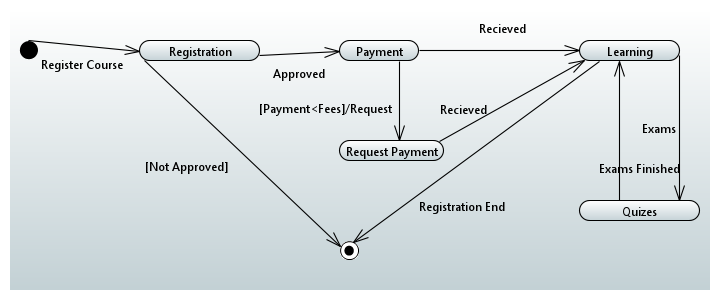 Recieved
Registration
Payment
Learning
Register Course
Approved
[Payment<Fees]/Request
Recieved
Exams
Request Payment
[Not Approved]
Exams Finished
Registration End
Quizes